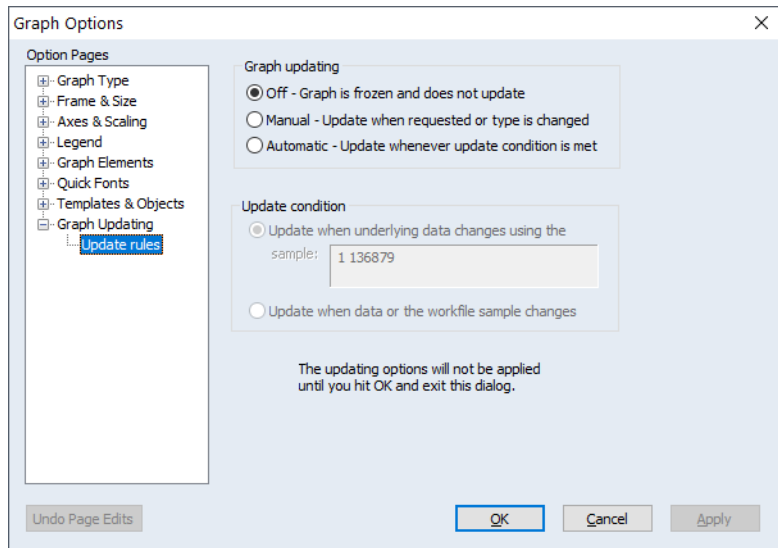 Graph Options
Option Pages
Graph Type
Frame & Size
Axes & Scaling
Legend
Graph Elements
Quick Fonts
Templates & Objects
Graph Updating
Update rules
Graph updating
Off - Graph is frozen and does not update
Manual - Update when requested or type is changed
Automatic - Update whenever update condition is met
Update condition
Update when underlying data changes using the
sample:
1 136879
Update when data or the workfile sample changes
The updating options will not be applied
until you hit OK and exit this dialog.
Undo Page Edits
OK
Cancel
Apply